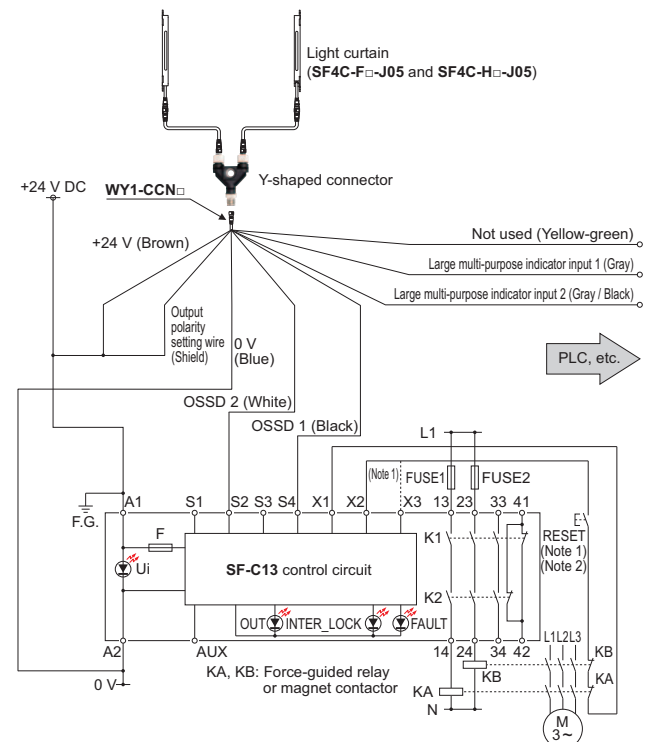 Light curtain
(SF4C-F□-J05 and SF4C-H□-J05)
Y-shaped connector
+24 V DC
WY1-CCN□
+24 V (Brown)
Not used (Yellow-green)
Large multi-purpose indicator input 1 (Gray)
Large multi-purpose indicator input 2 (Gray / Black)
Output
polarity
setting wire
(Shield)
0 V
(Blue)
PLC, etc.
OSSD 2 (White)
OSSD 1 (Black)
L1
(Note 1)
FUSE1
FUSE2
A1
S1
S2
S3
S4
X1
X2
X3
13
23
33
41
F.G.
F
K1
RESET
(Note 1)
(Note 2)
Ui
SF-C13 control circuit
K2
OUT
INTER_LOCK
FAULT
L1L2L3
A2
AUX
14
24
34
42
KB
KA, KB: Force-guided relay
or magnet contactor
KB
KA
0 V
KA
N
M
3~